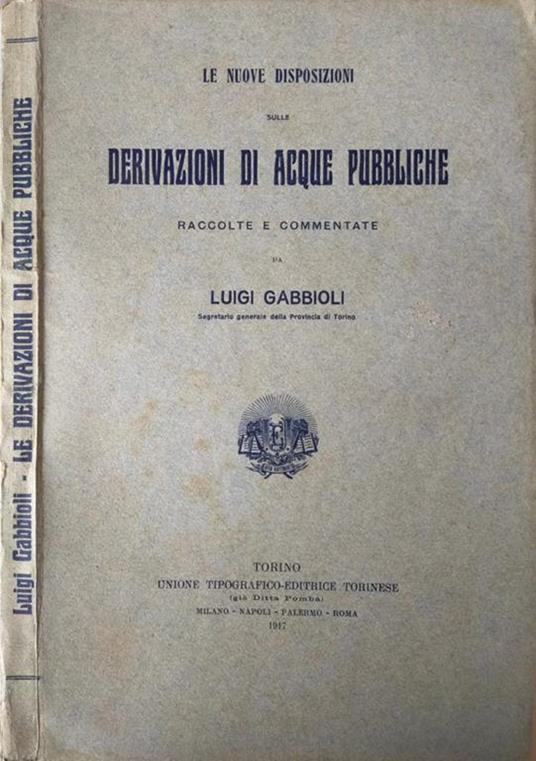 Luigi Gabbioli - LE DERIVAZIONI DI ACQUE PUBBLICHE
LE NUOVE DISPOSIZIONI
SULLE
DERIVAZIONI DI ACQUE PUBBLICHE
RACCOLTE E COMMENTATE
DA
LUIGI GABBIOLI
Segretario generale della Provincia di Torino
TORINO
UNIONE TIPOGRAFICO-EDITRICE TORINESE
(già Ditta Pomba)
MILANO - NAPOLI - PALERMO - ROMA
1917